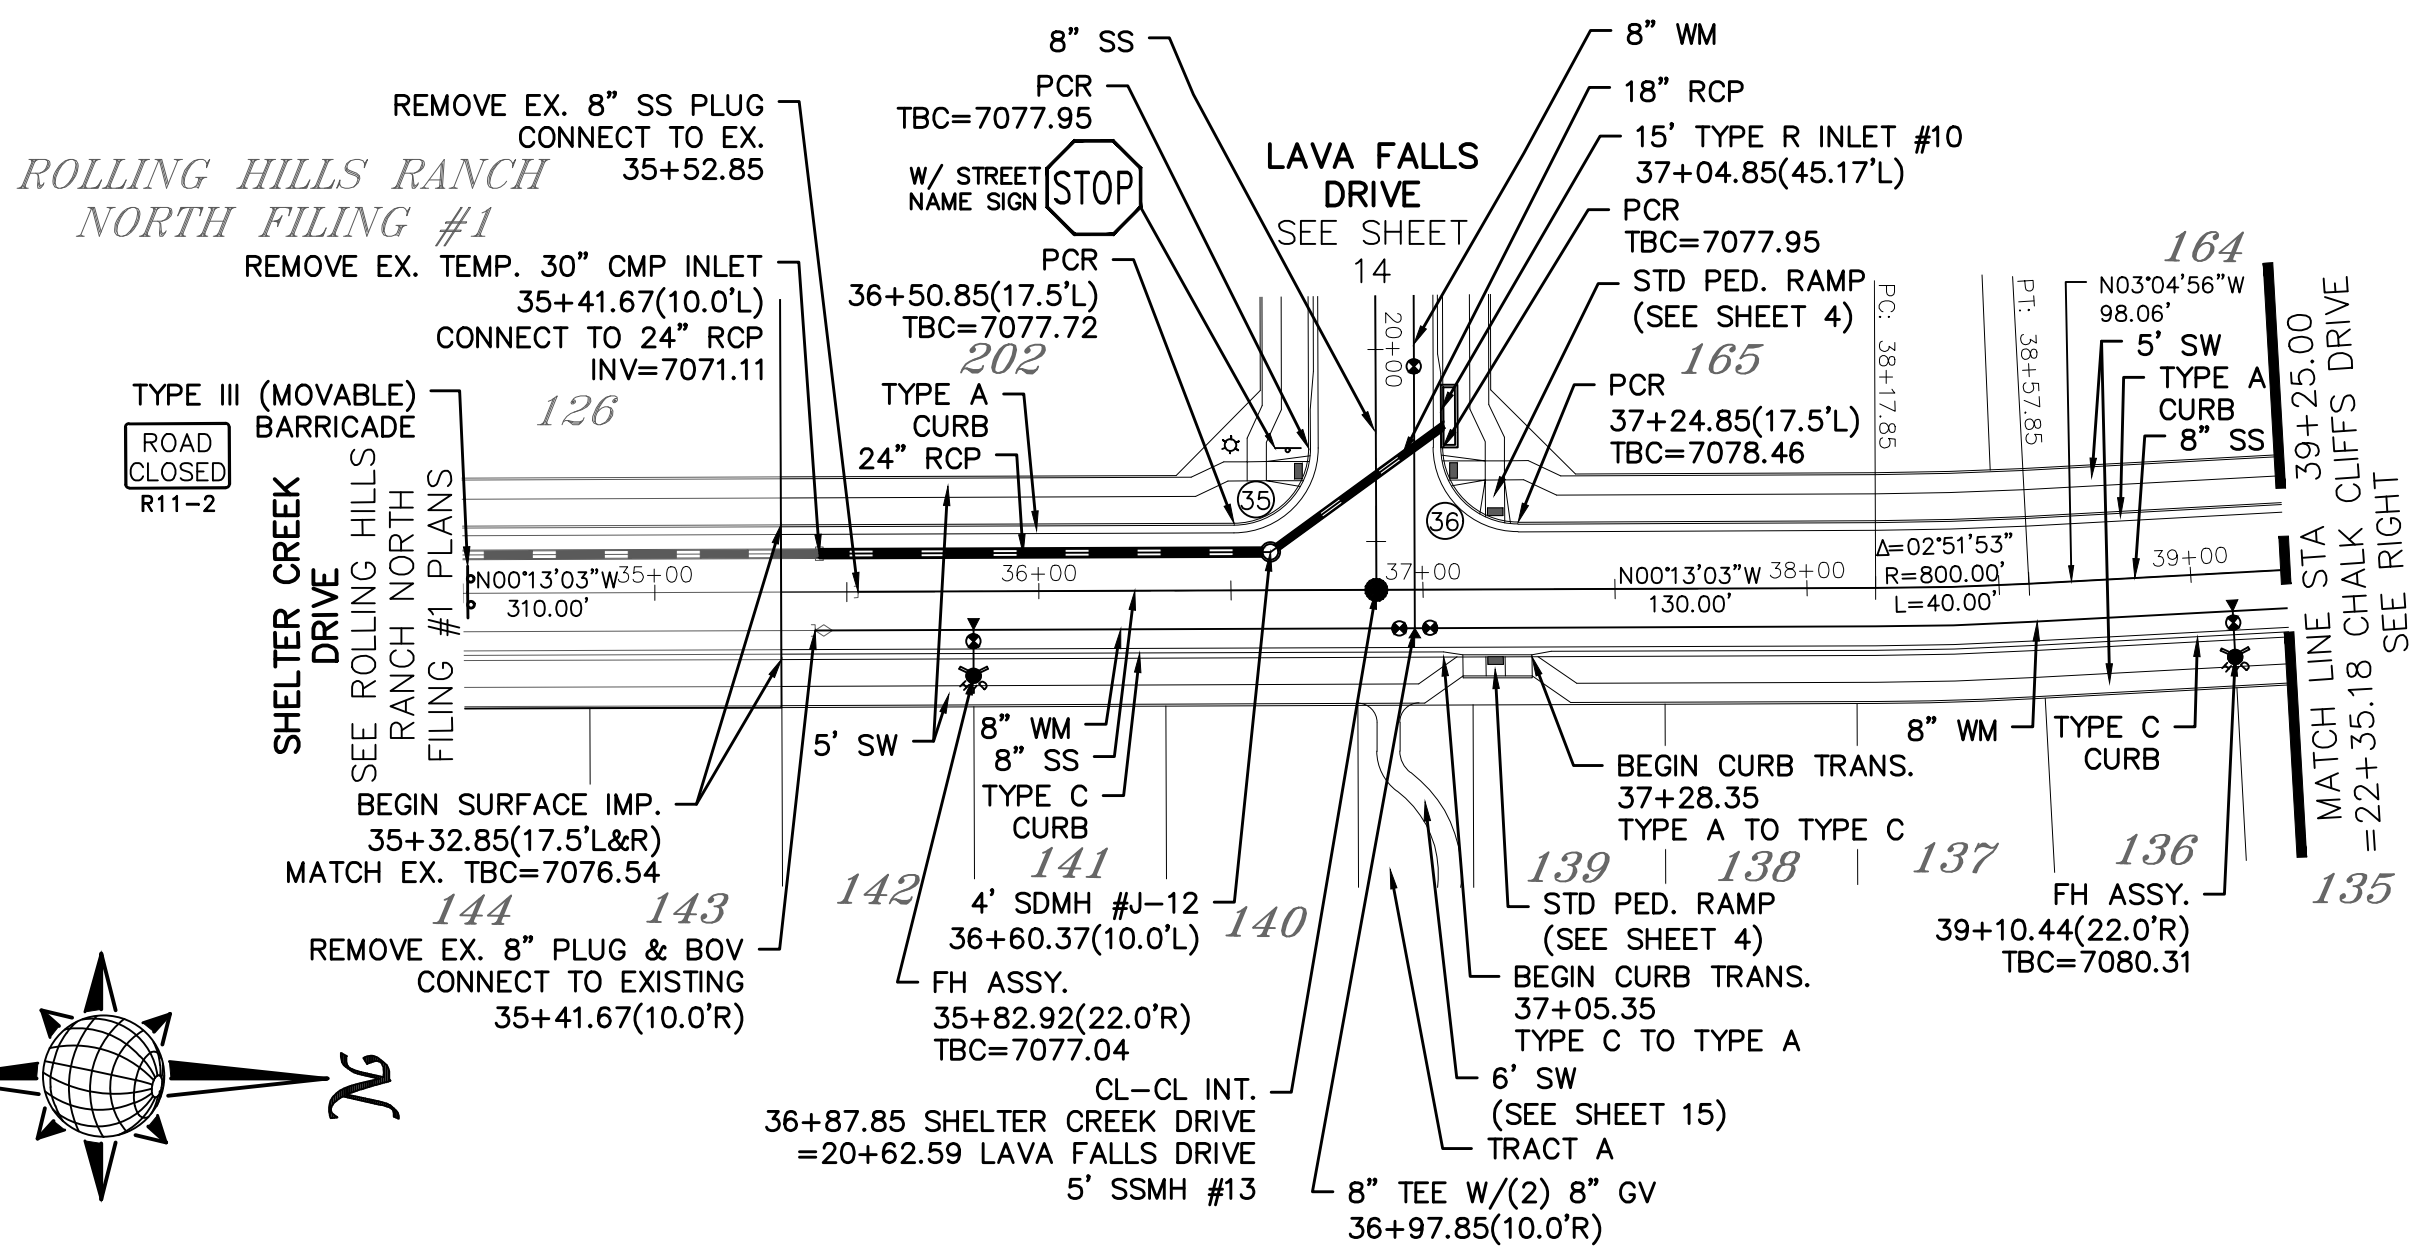 8” SS
PCR
TBC=7077.95
REMOVE EX. 8” SS PLUG
CONNECT TO EX.
35+52.85
ROLLING HILLS RANCH
NORTH FILING #1
W/ STREET
NAME SIGN
STOP
LAVA FALLS
DRIVE
SEE SHEET
14
8” WM
18” RCP
15’ TYPE R INLET #10
37+04.85(45.17’L)
PCR
TBC=7077.95
STD PED. RAMP
(SEE SHEET 4)
165
PCR
37+24.85(17.5’L)
TBC=7078.46
REMOVE EX. TEMP. 30” CMP INLET
35+41.67(10.0’L)
CONNECT TO 24” RCP
INV=7071.11
PCR
36+50.85(17.5’L)
TBC=7077.72
202
TYPE A
CURB
24” RCP
TYPE III (MOVABLE)
BARRICADE
ROAD
CLOSED
R11-2
126
20+00
PC: 38+17.85
PT: 38+57.85
164
N03°04’56”W
98.06’
5’ SW
TYPE A
CURB
8” SS
MATCH LINE STA 39+25.00
=22+35.18 CHALK CLIFFS DRIVE
SEE RIGHT
SHELTER CREEK
DRIVE
SEE ROLLING HILLS
RANCH NORTH
FILING #1 PLANS
35
36
N00°13’03”W
310.00’
35+00
36+00
37+00
N00°13’03”W
130.00’
38+00
Δ=02°51’53”
R=800.00’
L=40.00’
39+00
5’ SW
8” WM
8” SS
TYPE C
CURB
BEGIN CURB TRANS.
37+28.35
TYPE A TO TYPE C
8” WM
TYPE C
CURB
BEGIN SURFACE IMP.
35+32.85(17.5’L&R)
MATCH EX. TBC=7076.54
144
143
142
141
140
139
138
137
136
135
REMOVE EX. 8” PLUG & BOV
CONNECT TO EXISTING
35+41.67(10.0’R)
4’ SDMH #J-12
36+60.37(10.0’L)
FH ASSY.
35+82.92(22.0’R)
TBC=7077.04
STD PED. RAMP
(SEE SHEET 4)
BEGIN CURB TRANS.
37+05.35
TYPE C TO TYPE A
FH ASSY.
39+10.44(22.0’R)
TBC=7080.31
CL-CL INT.
36+87.85 SHELTER CREEK DRIVE
=20+62.59 LAVA FALLS DRIVE
5’ SSMH #13
6’ SW
(SEE SHEET 15)
TRACT A
8” TEE W/(2) 8” GV
36+97.85(10.0’R)
N